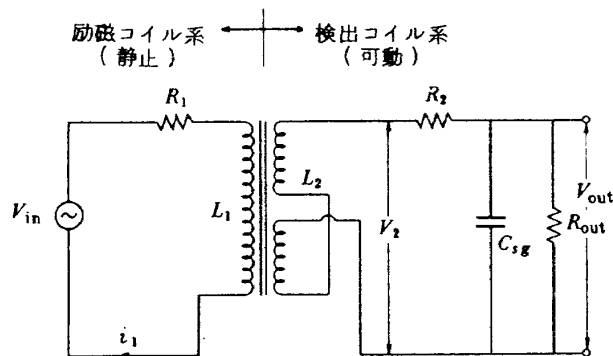 励磁コイル系
(静止)
検出コイル系
(可動)
R1
R2
L1
L2
Vin
V2
Csg
Rout
Vout
i1